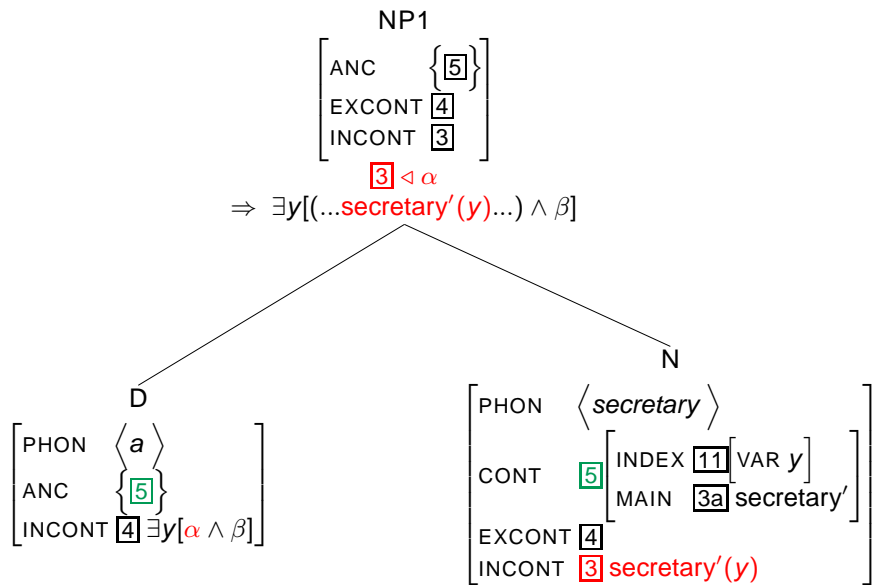 NP1
ANC {5}
EXCONT 4
INCONT 3
3 ◁ α
⇒ ∃y[(...secretary′(y)...) ∧ β]
D
PHON ⟨a⟩
ANC {5}
INCONT 4 ∃y[α ∧ β]
N
PHON ⟨secretary⟩
CONT 5 [INDEX 11 [VAR y]
MAIN 3a secretary′]
EXCONT 4
INCONT 3 secretary′(y)